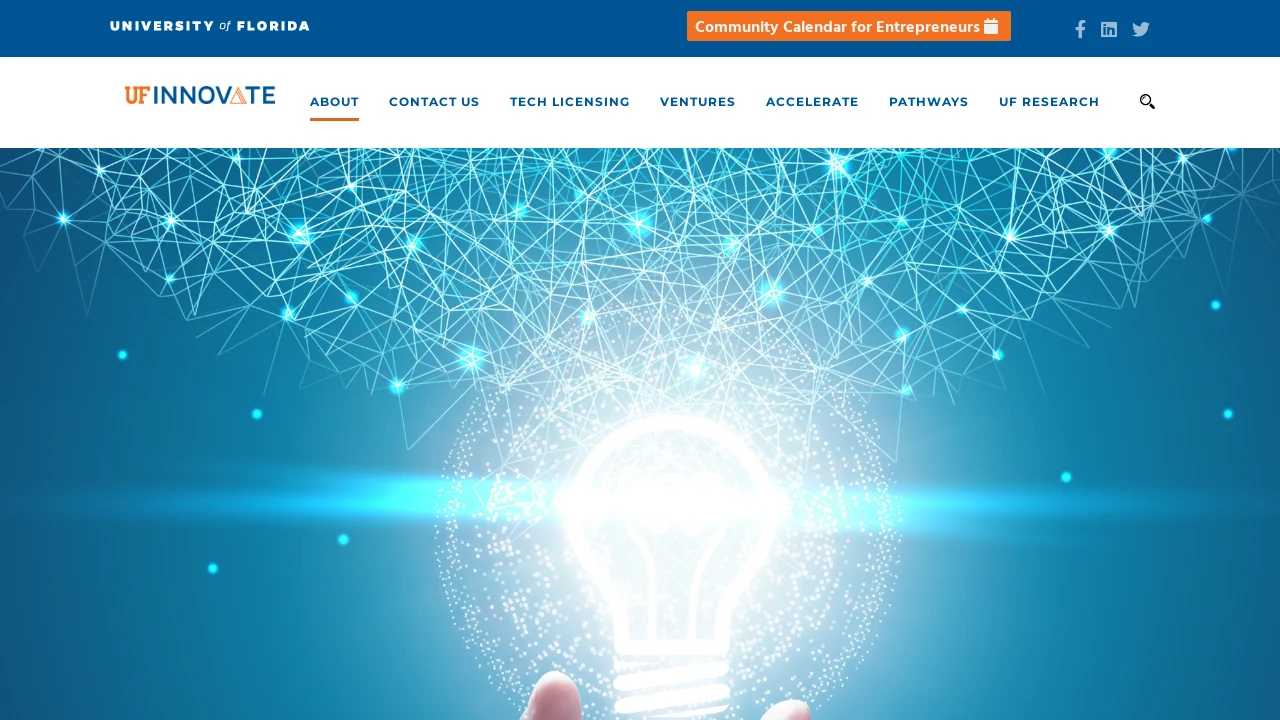 UNIVERSITY of FLORIDA
Community Calendar for Entrepreneurs
UF INNOVATE
ABOUT
CONTACT US
TECH LICENSING
VENTURES
ACCELERATE
PATHWAYS
UF RESEARCH